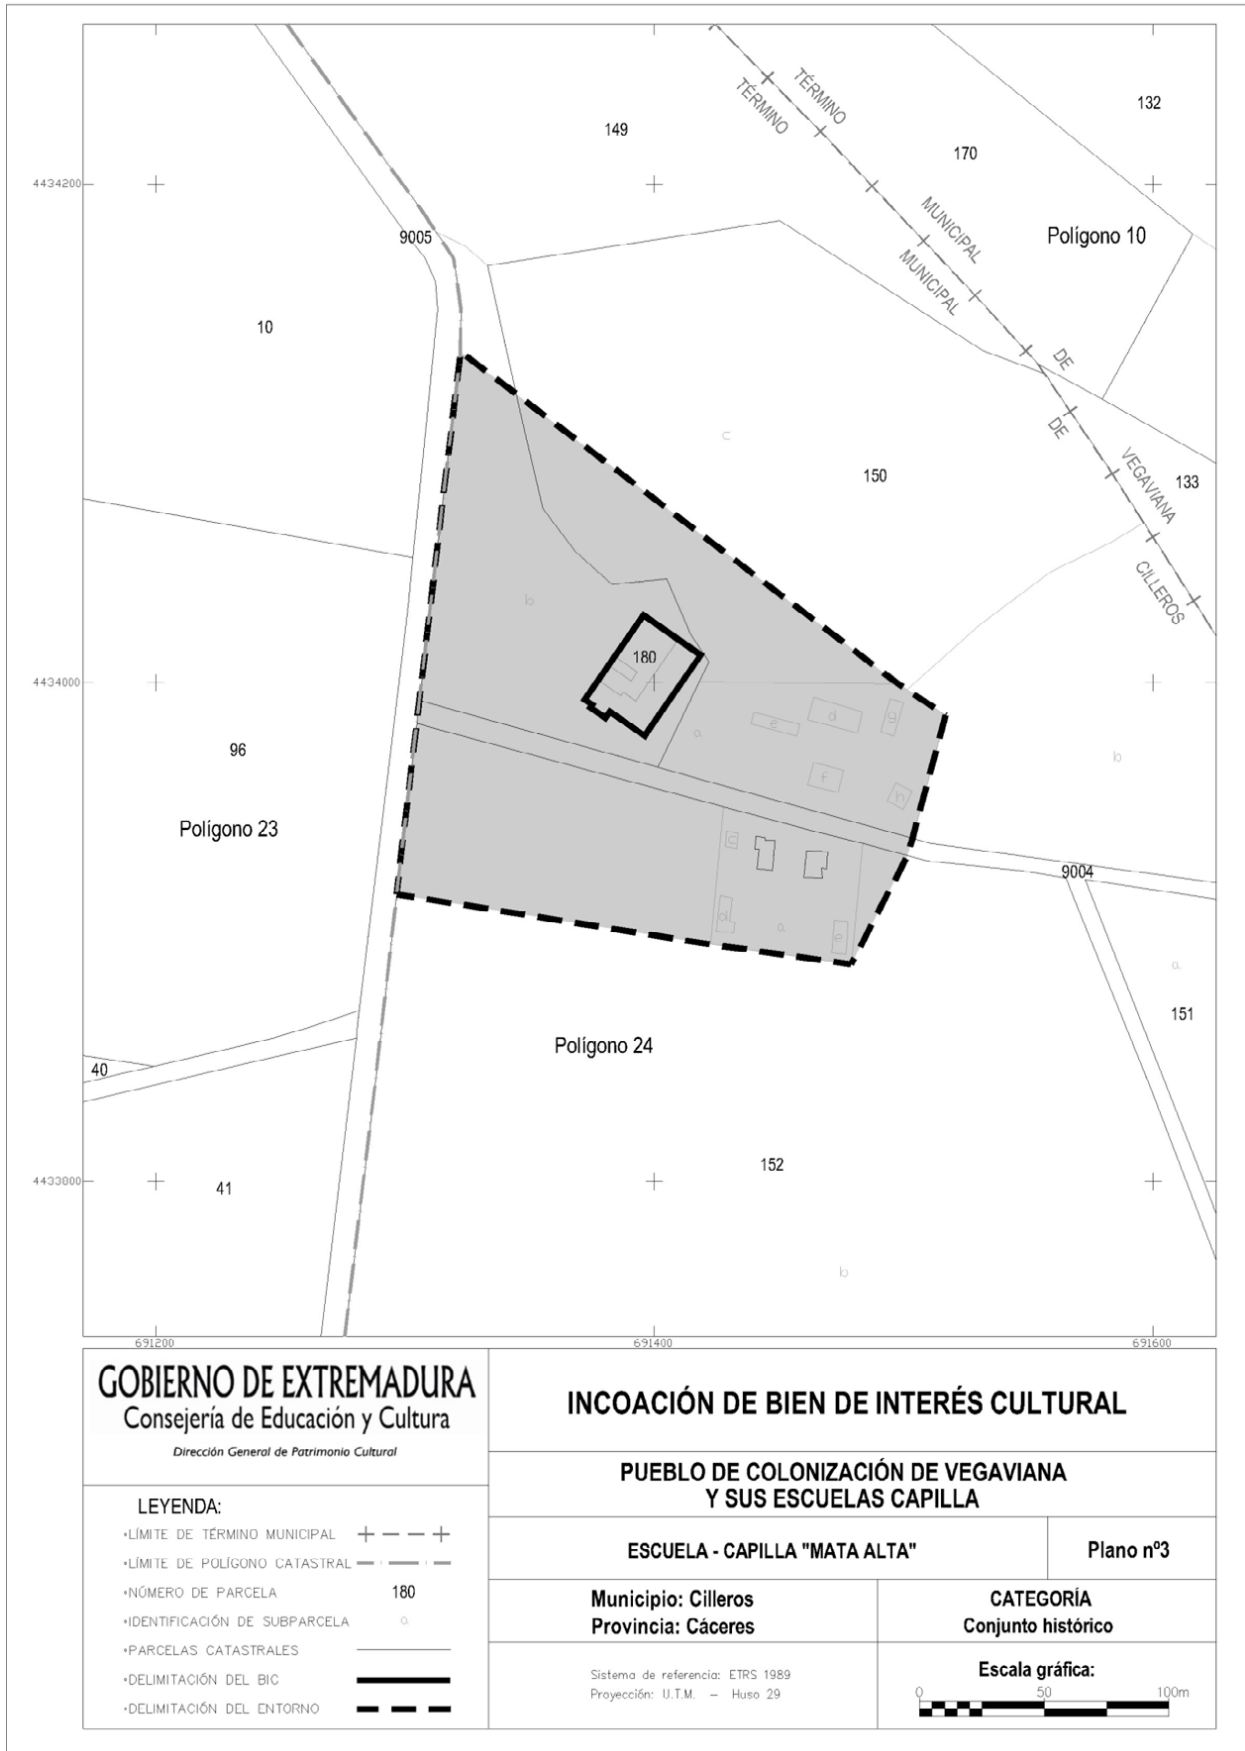 149
132
TÉRMINO
TÉRMINO
170
4434200
MUNICIPAL
MUNICIPAL
Polígono 10
9005
10
DE
DE
c
150
VEGAVIANA
133
CILLEROS
b
180
4434000
a
e
d
g
96
f
h
b
Polígono 23
c
9004
d
a
e
a
151
Polígono 24
40
152
4433800
41
b
691200
691400
691600
GOBIERNO DE EXTREMADURA
Consejería de Educación y Cultura
Dirección General de Patrimonio Cultural
INCOACIÓN DE BIEN DE INTERÉS CULTURAL
PUEBLO DE COLONIZACIÓN DE VEGAVIANA
Y SUS ESCUELAS CAPILLA
ESCUELA - CAPILLA "MATA ALTA"
Plano nº3
Municipio: Cilleros
Provincia: Cáceres
CATEGORÍA
Conjunto histórico
Sistema de referencia: ETRS 1989
Proyección: U.T.M. – Huso 29
Escala gráfica:
0 50 100m
LEYENDA:
•LÍMITE DE TÉRMINO MUNICIPAL
•LÍMITE DE POLÍGONO CATASTRAL
•NÚMERO DE PARCELA 180
•IDENTIFICACIÓN DE SUBPARCELA a
•PARCELAS CATASTRALES
•DELIMITACIÓN DEL BIC
•DELIMITACIÓN DEL ENTORNO